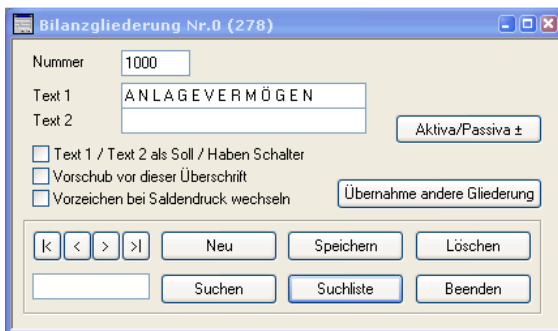 Bilanzgliederung Nr.0 (278)
Nummer 1000
Text 1 A N L A G E V E R M Ö G E N
Text 2
Aktiva/Passiva ±
Text 1 / Text 2 als Soll / Haben Schalter
Vorschub vor dieser Überschrift
Vorzeichen bei Saldendruck wechseln
Übernahme andere Gliederung
|< < > >| Neu Speichern Löschen
Suchen Suchliste Beenden